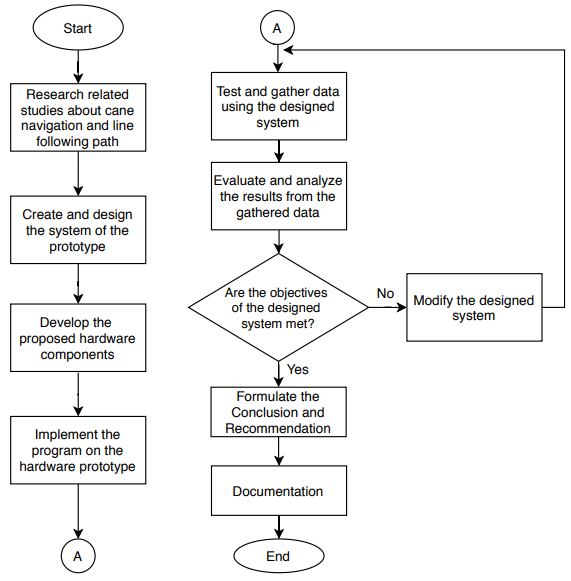 Start
Research related
studies about cane
navigation and line
following path
Create and design
the system of the
prototype
Develop the
proposed hardware
components
Implement the
program on the
hardware prototype
A
A
Test and gather data
using the designed
system
Evaluate and analyze
the results from the
gathered data
Are the objectives
of the designed
system met?
No
Modify the designed
system
Yes
Formulate the
Conclusion and
Recommendation
Documentation
End